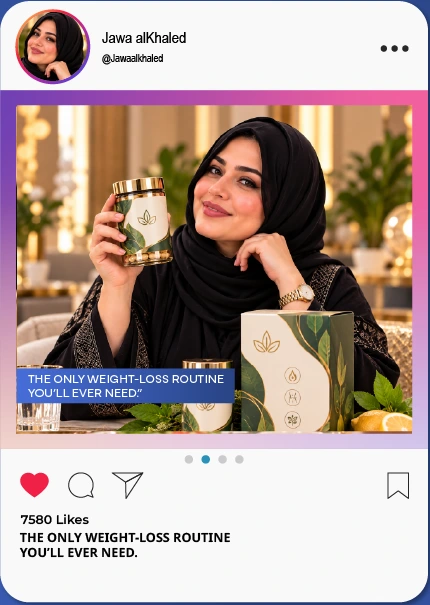 Jawa alKhaled
@Jawaalkhaled
THE ONLY WEIGHT-LOSS ROUTINE
YOU'LL EVER NEED."
7580 Likes
THE ONLY WEIGHT-LOSS ROUTINE
YOU'LL EVER NEED.